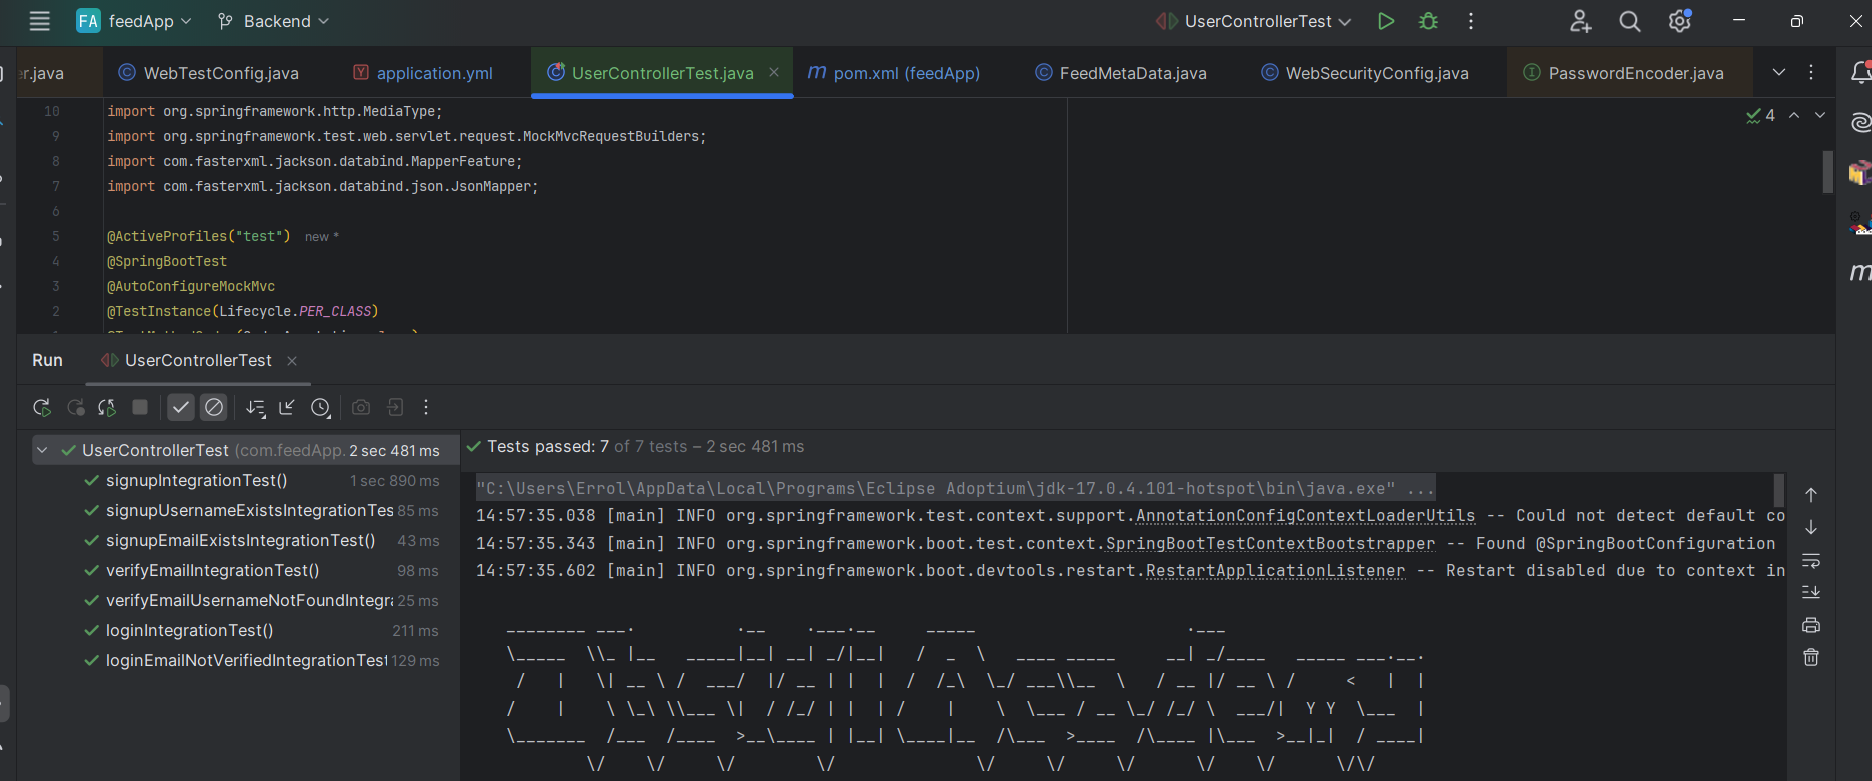 FA feedApp Backend UserControllerTest
er.java WebTestConfig.java application.yml UserControllerTest.java pom.xml (feedApp) FeedMetaData.java WebSecurityConfig.java PasswordEncoder.java
10 import org.springframework.http.MediaType;
4
9 import org.springframework.test.web.servlet.request.MockMvcRequestBuilders;
8 import com.fasterxml.jackson.databind.MapperFeature;
7 import com.fasterxml.jackson.databind.json.JsonMapper;
6
5 @ActiveProfiles("test") new *
4 @SpringBootTest
3 @AutoConfigureMockMvc
2 @TestInstance(Lifecycle.PER_CLASS)
Run UserControllerTest
UserControllerTest (com.feedApp. 2 sec 481 ms
signupIntegrationTest() 1 sec 890 ms
signupUsernameExistsIntegrationTes 85 ms
signupEmailExistsIntegrationTest() 43 ms
verifyEmailIntegrationTest() 98 ms
verifyEmailUsernameNotFoundIntegra 25 ms
loginIntegrationTest() 211 ms
loginEmailNotVerifiedIntegrationTest 129 ms
Tests passed: 7 of 7 tests – 2 sec 481 ms
"C:\Users\Errol\AppData\Local\Programs\Eclipse Adoptium\jdk-17.0.4.101-hotspot\bin\java.exe" ...
14:57:35.038 [main] INFO org.springframework.test.context.support.AnnotationConfigContextLoaderUtils -- Could not detect default co
14:57:35.343 [main] INFO org.springframework.boot.test.context.SpringBootTestContextBootstrapper -- Found @SpringBootConfiguration
14:57:35.602 [main] INFO org.springframework.boot.devtools.restart.RestartApplicationListener -- Restart disabled due to context in